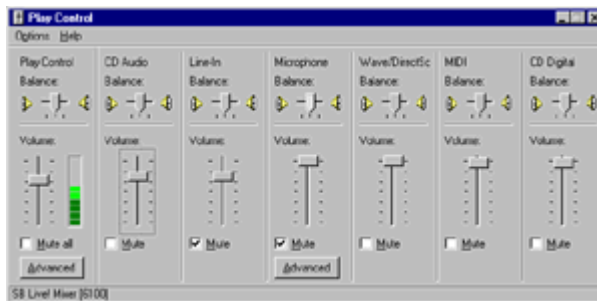 Play Control
Options Help
Play Control CD Audio Line-In Microphone Wave/DirectSc MIDI CD Digital
Balance: Balance: Balance: Balance: Balance: Balance: Balance:
Volume: Volume: Volume: Volume: Volume: Volume: Volume:
Mute all Mute Mute Mute Mute Mute Mute
Advanced Advanced
SB Live! Mixer [6100]